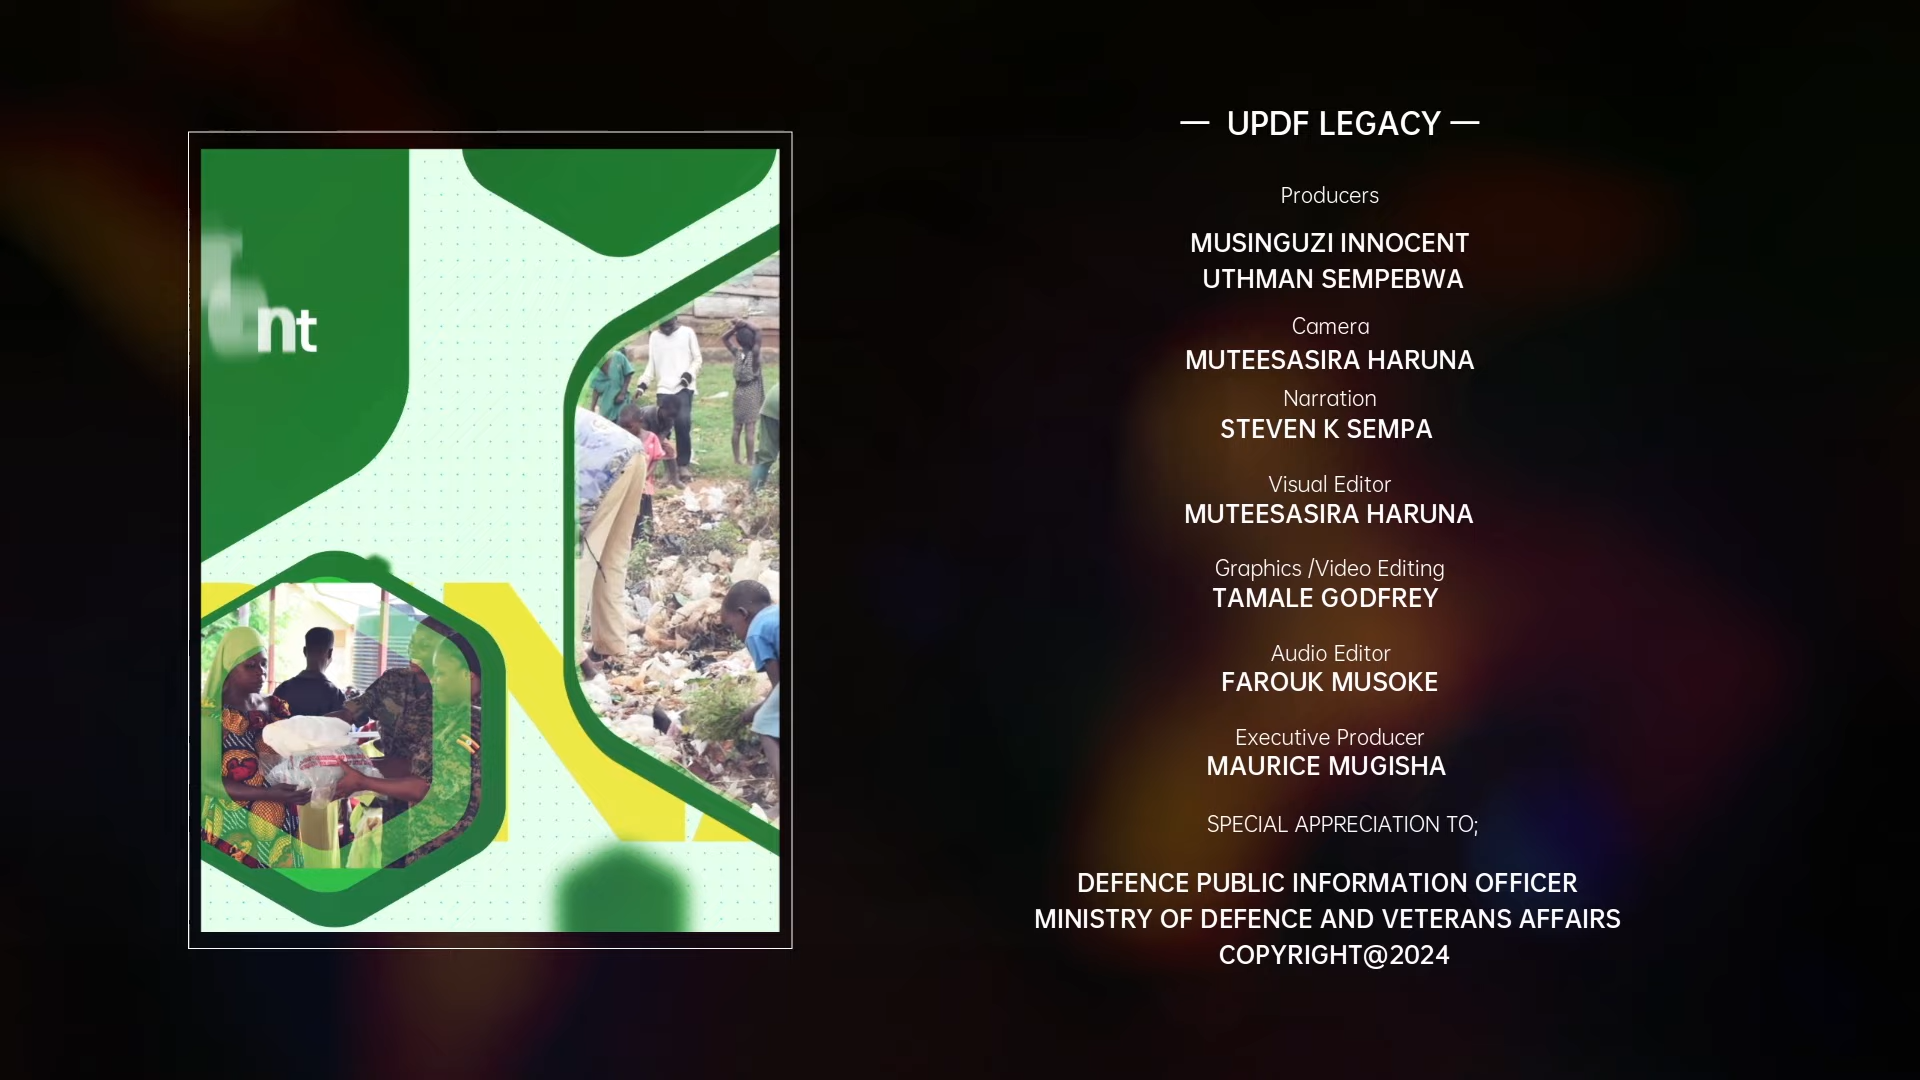 nt
— UPDF LEGACY —
Producers
MUSINGUZI INNOCENT
UTHMAN SEMPEBWA
Camera
MUTEESASIRA HARUNA
Narration
STEVEN K SEMPA
Visual Editor
MUTEESASIRA HARUNA
Graphics /Video Editing
TAMALE GODFREY
Audio Editor
FAROUK MUSOKE
Executive Producer
MAURICE MUGISHA
SPECIAL APPRECIATION TO;
DEFENCE PUBLIC INFORMATION OFFICER
MINISTRY OF DEFENCE AND VETERANS AFFAIRS
COPYRIGHT@2024